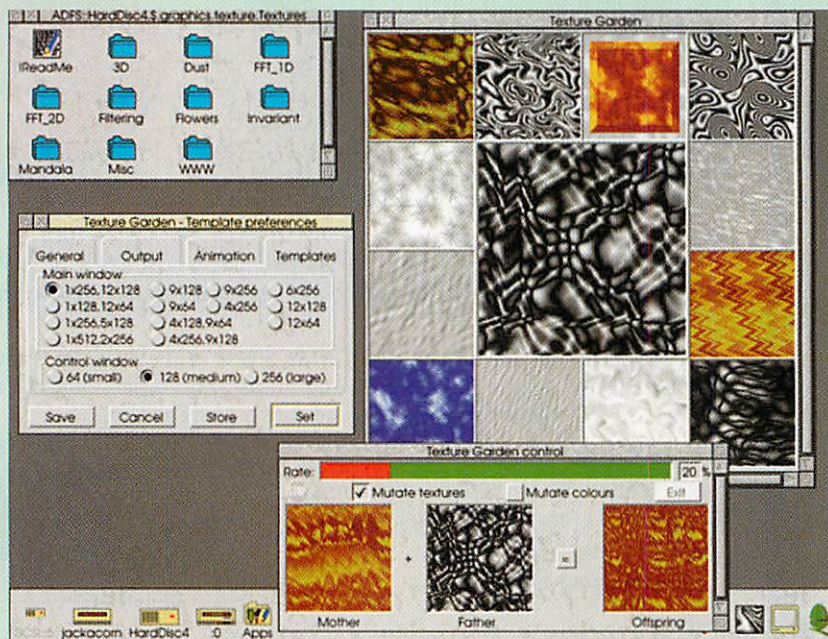 ADFS::HardDisc4.$.graphics.texture.Textures
!ReadMe 3D Dust FFT_1D
FFT_2D Filtering Flowers Invariant
Mandala Misc WWW
Texture Garden
Texture Garden - Template preferences
General Output Animation Templates
Main window
1x256,12x128 9x128 9x256 6x256
1x128,12x64 9x64 4x256 12x128
1x256,5x128 4x128,9x64 12x64
1x512,2x256 4x256,9x128
Control window
64 (small) 128 (medium) 256 (large)
Save Cancel Store Set
Texture Garden control
Rate: 20 %
Mutate textures Mutate colours Exit
+ =
Mother Father Offspring
jackacorn HardDisc4 :0 Apps